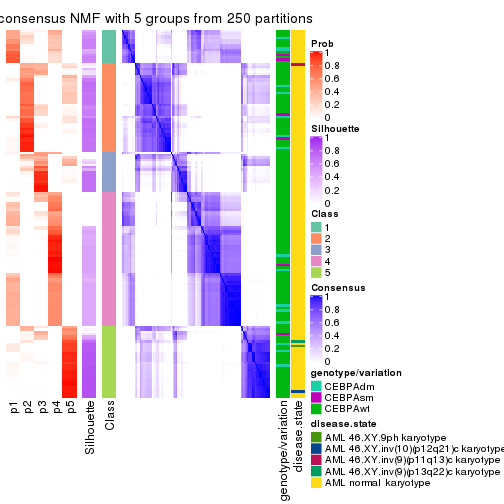 consensus NMF with 5 groups from 250 partitions
Prob
1
0.8
0.6
0.4
0.2
0
Silhouette
1
0.8
0.6
0.4
0.2
0
Class
1
2
3
4
5
Consensus
1
0.8
0.6
0.4
0.2
0
genotype/variation
CEBPAdm
CEBPAsm
CEBPAwt
disease.state
AML 46.XY.9ph karyotype
AML 46.XY.inv(10)(p12q21)c karyotype
AML 46.XY.inv(9)(p11q13)c karyotype
AML 46.XY.inv(9)(p13q22)c karyotype
AML normal karyotype
p1
p2
p3
p4
p5
Silhouette
Class
genotype/variation
disease.state